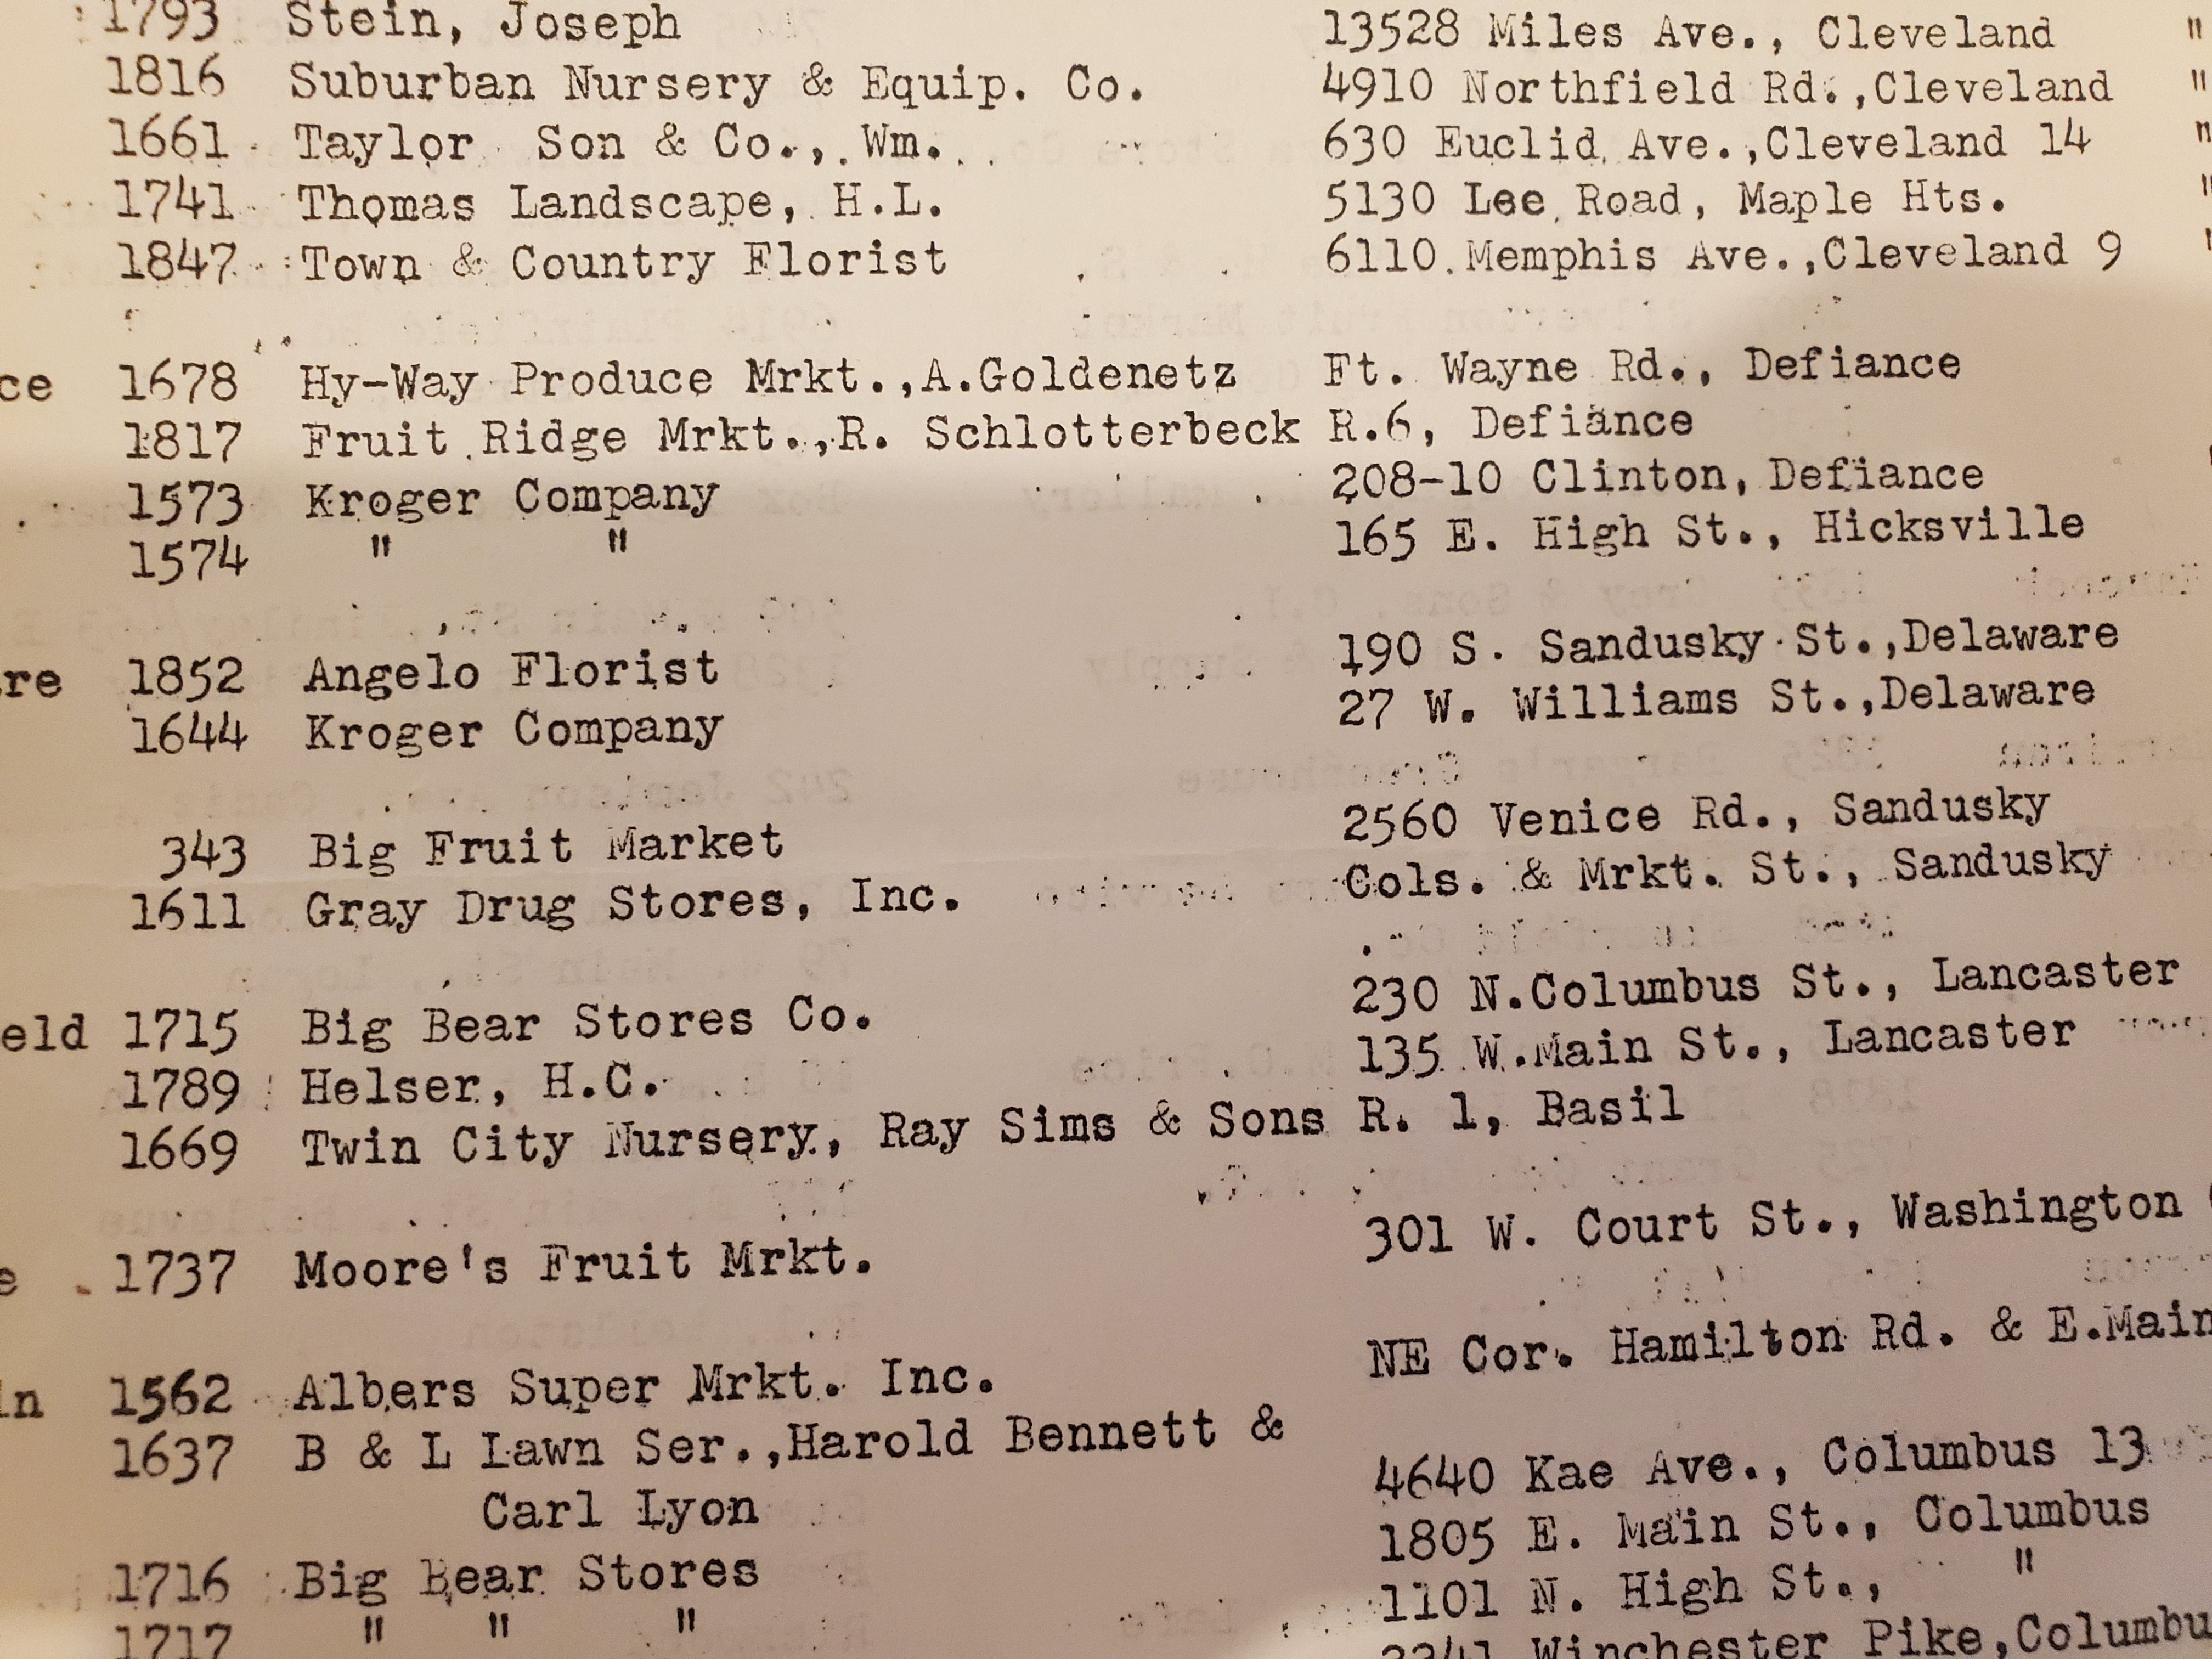 1793 Stein, Joseph 13528 Miles Ave., Cleveland "
1816 Suburban Nursery & Equip. Co. 4910 Northfield Rd.,Cleveland "
1661 Taylor Son & Co., Wm. 630 Euclid Ave.,Cleveland 14 "
1741 Thomas Landscape, H.L. 5130 Lee Road, Maple Hts. "
1847 Town & Country Florist 6110 Memphis Ave.,Cleveland 9 "
ce 1678 Hy-Way Produce Mrkt.,A.Goldenetz Ft. Wayne Rd., Defiance
1817 Fruit Ridge Mrkt.,R. Schlotterbeck R.6, Defiance
1573 Kroger Company 208-10 Clinton, Defiance
1574 " " 165 E. High St., Hicksville
re 1852 Angelo Florist 190 S. Sandusky St.,Delaware
1644 Kroger Company 27 W. Williams St.,Delaware
343 Big Fruit Market 2560 Venice Rd., Sandusky
1611 Gray Drug Stores, Inc. Cols. & Mrkt. St., Sandusky
eld 1715 Big Bear Stores Co. 230 N.Columbus St., Lancaster
1789 Helser, H.C. 135 W.Main St., Lancaster
1669 Twin City Nursery, Ray Sims & Sons R. 1, Basil
e 1737 Moore's Fruit Mrkt. 301 W. Court St., Washington
in 1562 Albers Super Mrkt. Inc. NE Cor. Hamilton Rd. & E.Main
1637 B & L Lawn Ser.,Harold Bennett &
Carl Lyon 4640 Kae Ave., Columbus 13
1716 Big Bear Stores 1805 E. Main St., Columbus
1717 " " " 1101 N. High St., "
Winchester Pike,Columbu